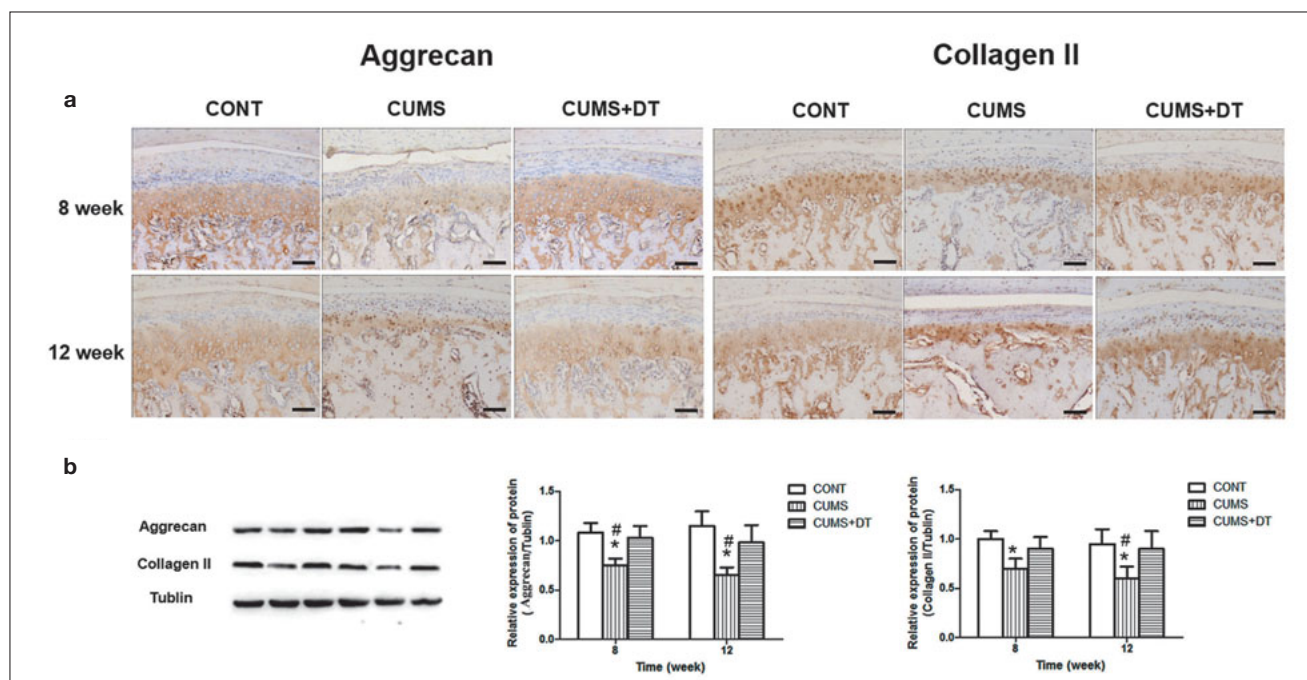 Aggrecan Collagen II
a
CONT CUMS CUMS+DT CONT CUMS CUMS+DT
8 week
12 week
b
Aggrecan
Collagen II
Tublin
Relative expression of protein
( Aggrecan/Tublin)
1.5
1.0
0.5
0.0
#
*
#
*
8 12
Time (week)
CONT
CUMS
CUMS+DT
Relative expression of protein
(Collagen II/Tublin)
1.5
1.0
0.5
0.0
*
#
*
8 12
Time (week)
CONT
CUMS
CUMS+DT